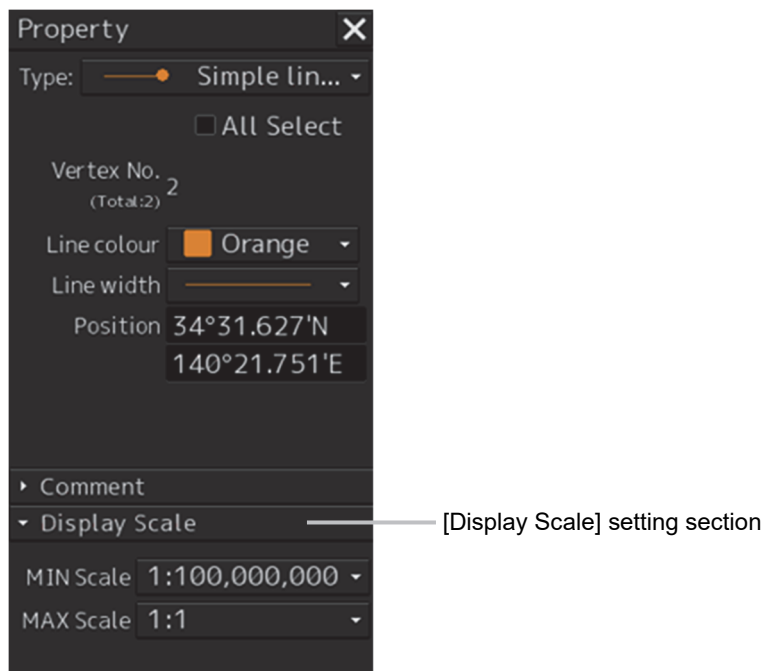 Property
Type: Simple lin...
All Select
Vertex No. 2
(Total:2)
Line colour Orange
Line width
Position 34°31.627'N
140°21.751'E
Comment
Display Scale
[Display Scale] setting section
MIN Scale 1:100,000,000
MAX Scale 1:1